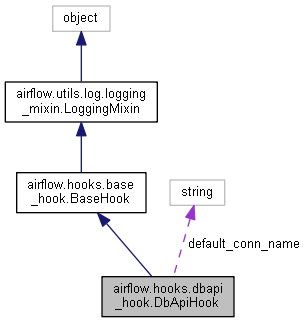 object
airflow.utils.log.logging
_mixin.LoggingMixin
airflow.hooks.base
_hook.BaseHook
string
default_conn_name
airflow.hooks.dbapi
_hook.DbApiHook